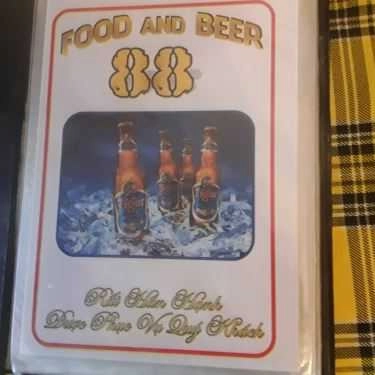 FOOD AND BEER
88
Rất Hân Hạnh
Được Phục Vụ Quý Khách